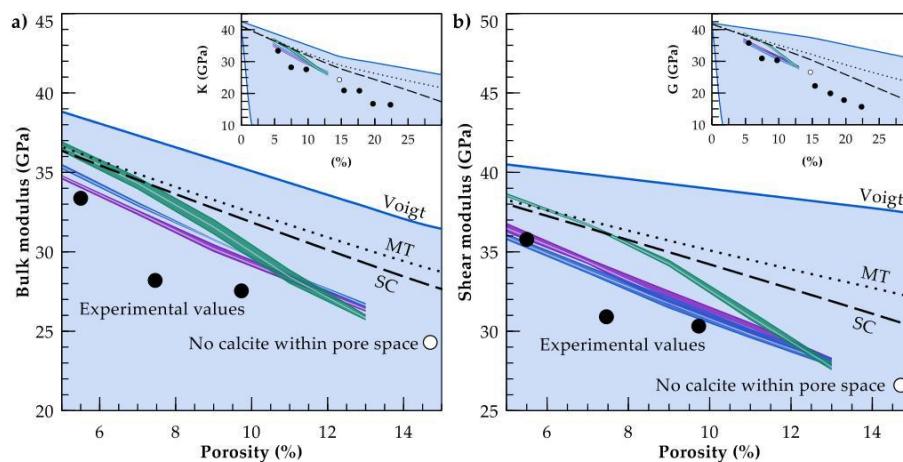 a)
45
40
35
30
25
20
Bulk modulus (GPa)
6 8 10 12 14
Porosity (%)
K (GPa)
40
30
20
10
0 5 10 15 20 25
(%)
Voigt
MT
SC
Experimental values
No calcite within pore space
b)
50
45
40
35
30
25
Shear modulus (GPa)
6 8 10 12 14
Porosity (%)
G (GPa)
40
30
20
10
0 5 10 15 20 25
(%)
Voigt
MT
SC
Experimental values
No calcite within pore space